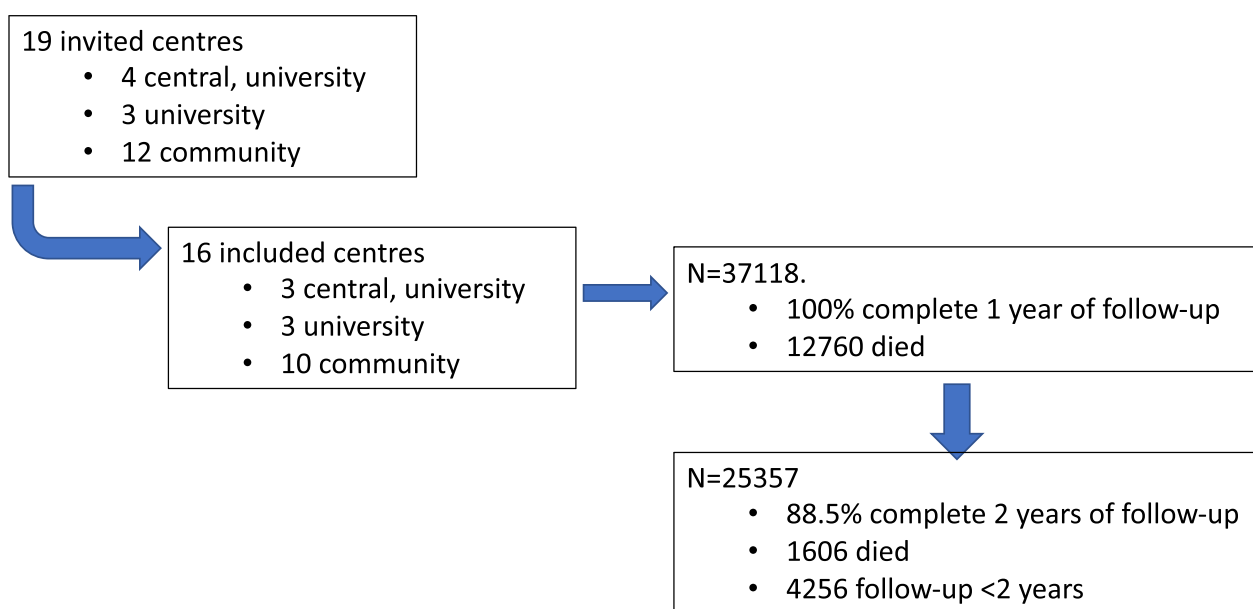 19 invited centres
• 4 central, university
• 3 university
• 12 community
16 included centres
• 3 central, university
• 3 university
• 10 community
N=37118.
• 100% complete 1 year of follow-up
• 12760 died
N=25357
• 88.5% complete 2 years of follow-up
• 1606 died
• 4256 follow-up <2 years